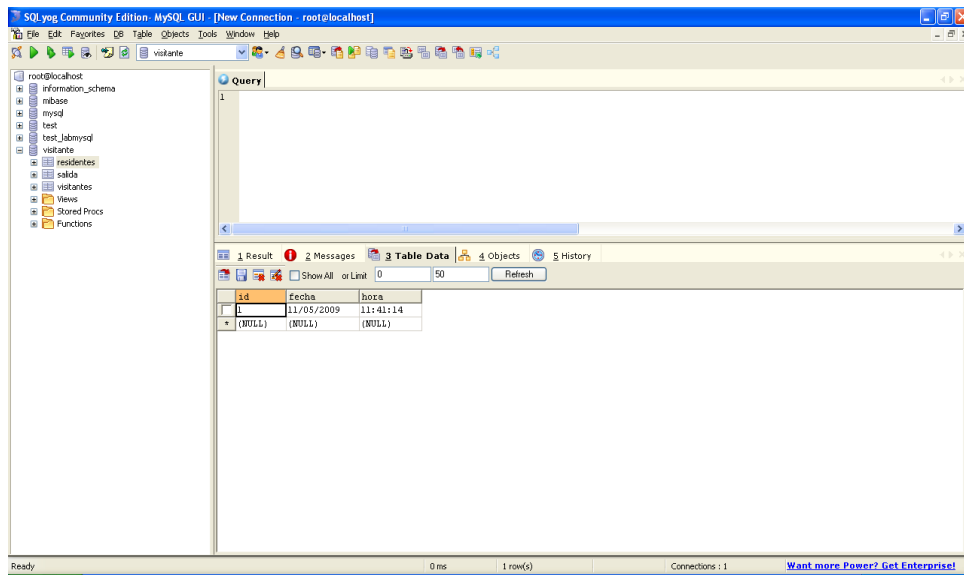 SQLyog Community Edition- MySQL GUI - [New Connection - root@localhost]
File Edit Favorites DB Table Objects Tools Window Help
visitante
root@localhost
information_schema
mibase
mysql
test
test_labmysql
visitante
residentes
salida
visitantes
Views
Stored Procs
Functions
Query
1
1 Result 2 Messages 3 Table Data 4 Objects 5 History
Show All or Limit 0 50 Refresh
id fecha hora
1 11/05/2009 11:41:14
* (NULL) (NULL) (NULL)
Ready 0 ms 1 row(s) Connections : 1 Want more Power? Get Enterprise!